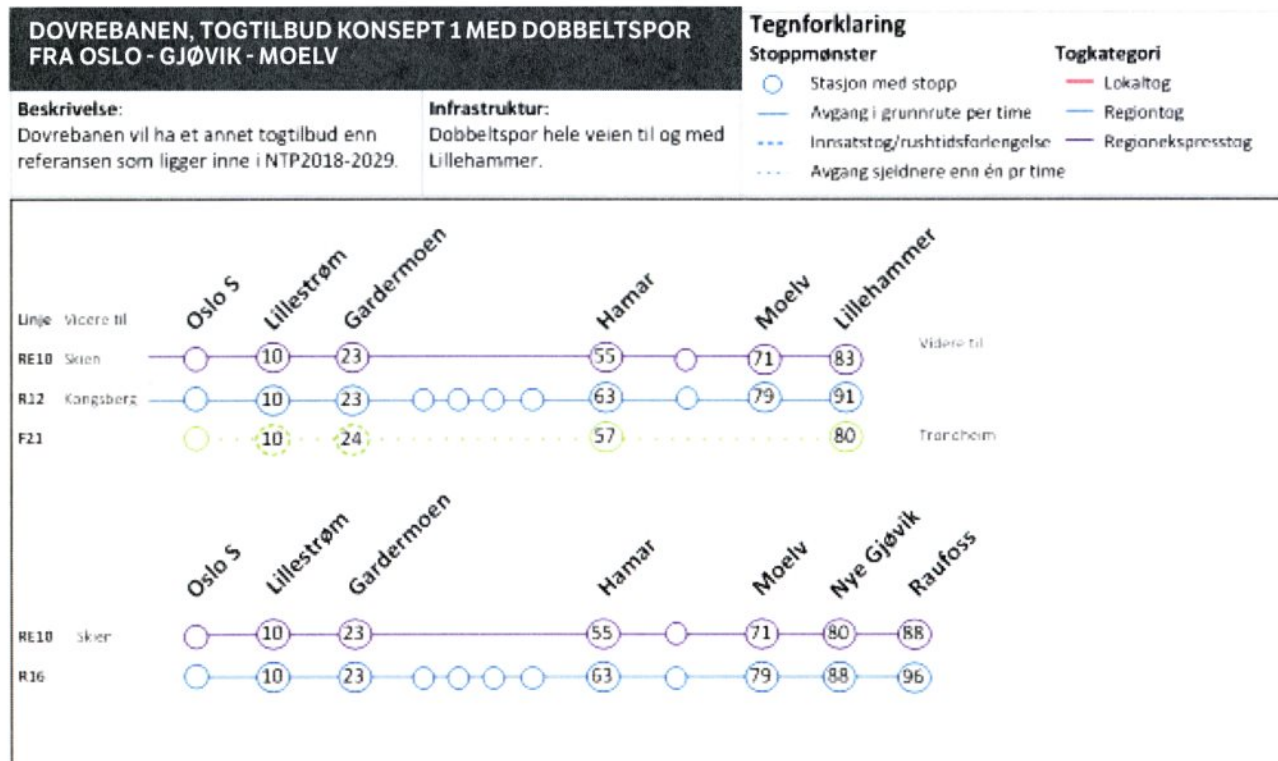 DOVREBANEN, TOGTILBUD KONSEPT 1 MED DOBBELTSPOR
FRA OSLO - GJØVIK - MOELV
Beskrivelse:
Dovrebanen vil ha et annet togtilbud enn
referansen som ligger inne i NTP2018-2029.
Infrastruktur:
Dobbeltspor hele veien til og med
Lillehammer.
Tegnforklaring
Stoppmønster
Stasjon med stopp
Avgang i grunnrute per time
Innsatstog/rushtidsforlengelse
Avgang sjeldnere enn én pr time
Togkategori
Lokaltog
Regiontog
Regionekspresstog
Oslo S Lillestrøm Gardermoen Hamar Moelv Lillehammer
Linje Videre til Videre til
RE10 Skien 10 23 55 71 83
R12 Kongsberg 10 23 63 79 91
F21 10 24 57 80 Trondheim
Oslo S Lillestrøm Gardermoen Hamar Moelv Nye Gjøvik Raufoss
RE10 Skien 10 23 55 71 80 88
R16 10 23 63 79 88 96